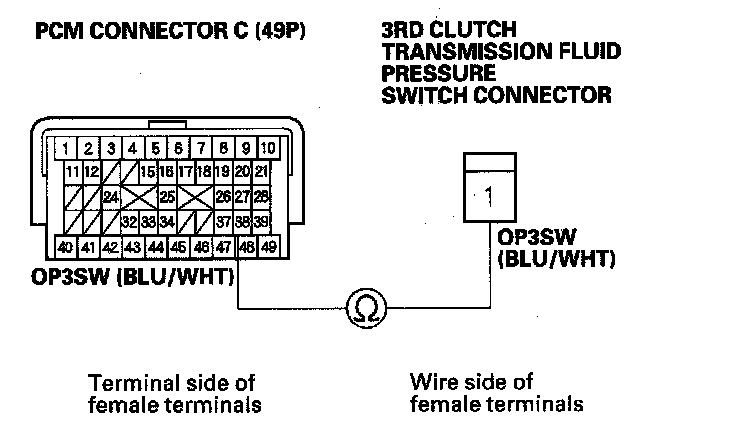 PCM CONNECTOR C (49P)
3RD CLUTCH
TRANSMISSION FLUID
PRESSURE
SWITCH CONNECTOR
1 2 3 4 5 6 7 8 9 10
11 12 15 16 17 18 19 20 21
24 25 26 27 28
32 33 34 37 38 39
40 41 42 43 44 45 46 47 48 49
1
OP3SW (BLU/WHT)
OP3SW
(BLU/WHT)
Ω
Terminal side of
female terminals
Wire side of
female terminals